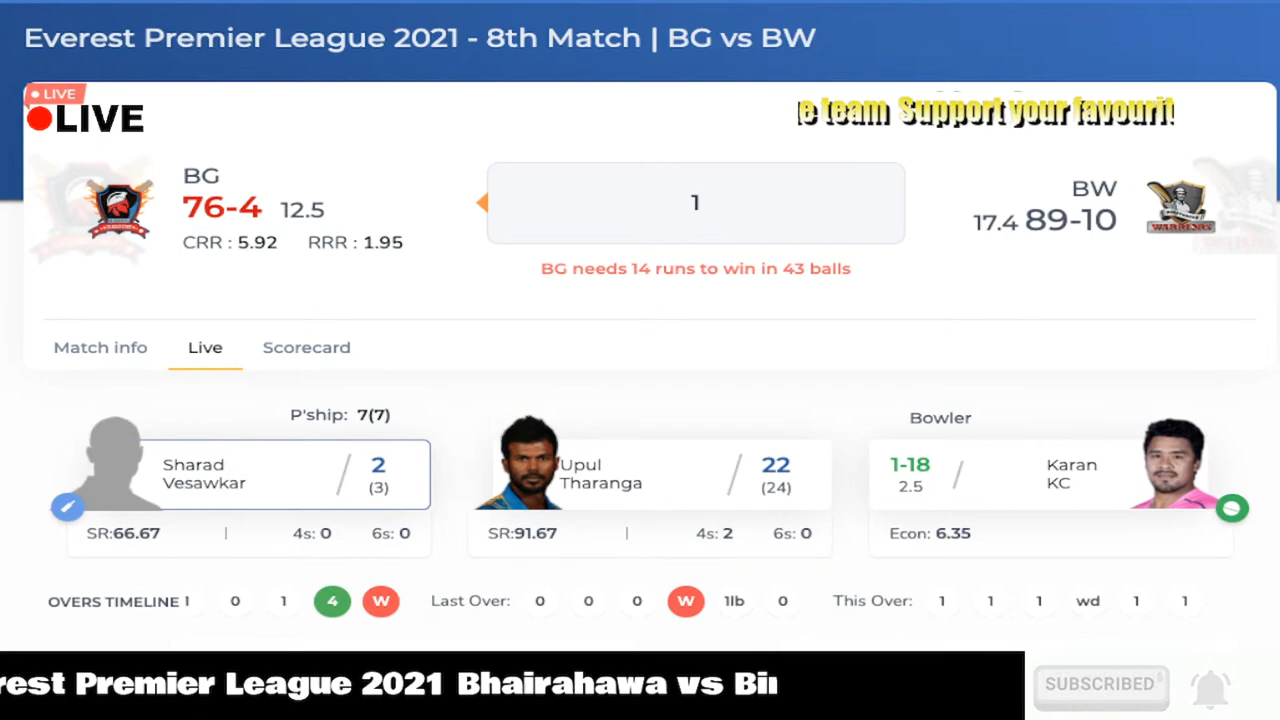 Everest Premier League 2021 - 8th Match | BG vs BW
LIVE
LIVE
e team Support your favourit
BG
76-4 12.5
CRR : 5.92 RRR : 1.95
1
BG needs 14 runs to win in 43 balls
BW
17.4 89-10
WARRIORS
Match info Live Scorecard
P'ship: 7(7)
Sharad Vesawkar / 2 (3)
SR:66.67 | 4s: 0 6s: 0
Upul Tharanga / 22 (24)
SR:91.67 | 4s: 2 6s: 0
Bowler
1-18 2.5 / Karan KC
Econ: 6.35
OVERS TIMELINE 1 0 1 4 W Last Over: 0 0 0 W 1lb 0 This Over: 1 1 1 wd 1 1
rest Premier League 2021 Bhairahawa vs Bi
SUBSCRIBED